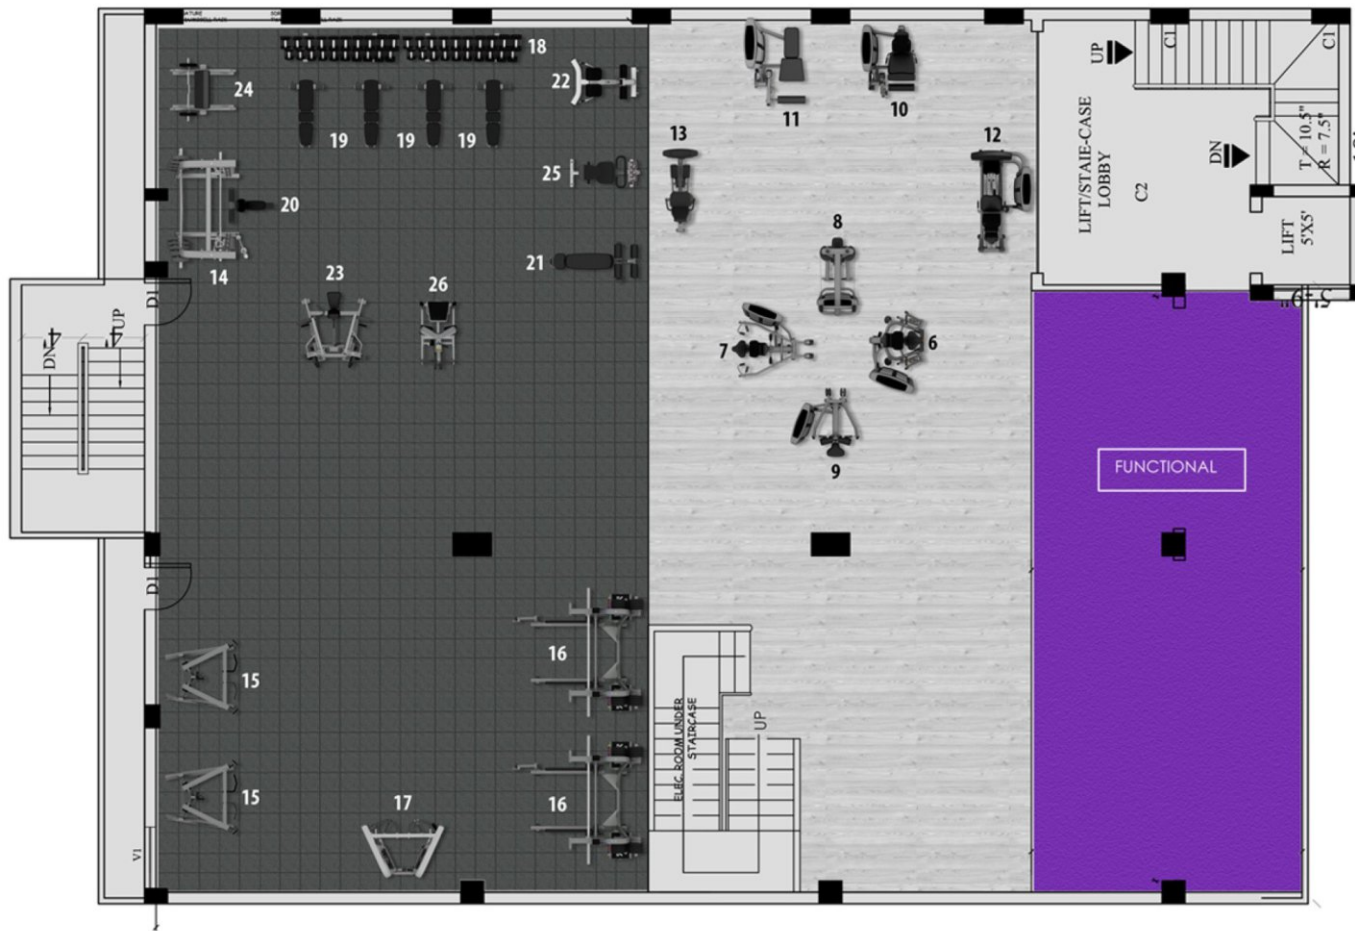 18
24
22
19
19
19
25
20
14
21
23
26
DN
UP
D1
D1
15
15
16
16
17
V1
11
10
13
12
8
7
6
9
ELEC. ROOM UNDER
STAIRCASE
UP
LIFT/STAIE-CASE
LOBBY
C2
UP
DN
C1
C1
T = 10.5"
R = 7.5"
LIFT
5'X5'
5'-9"
FUNCTIONAL